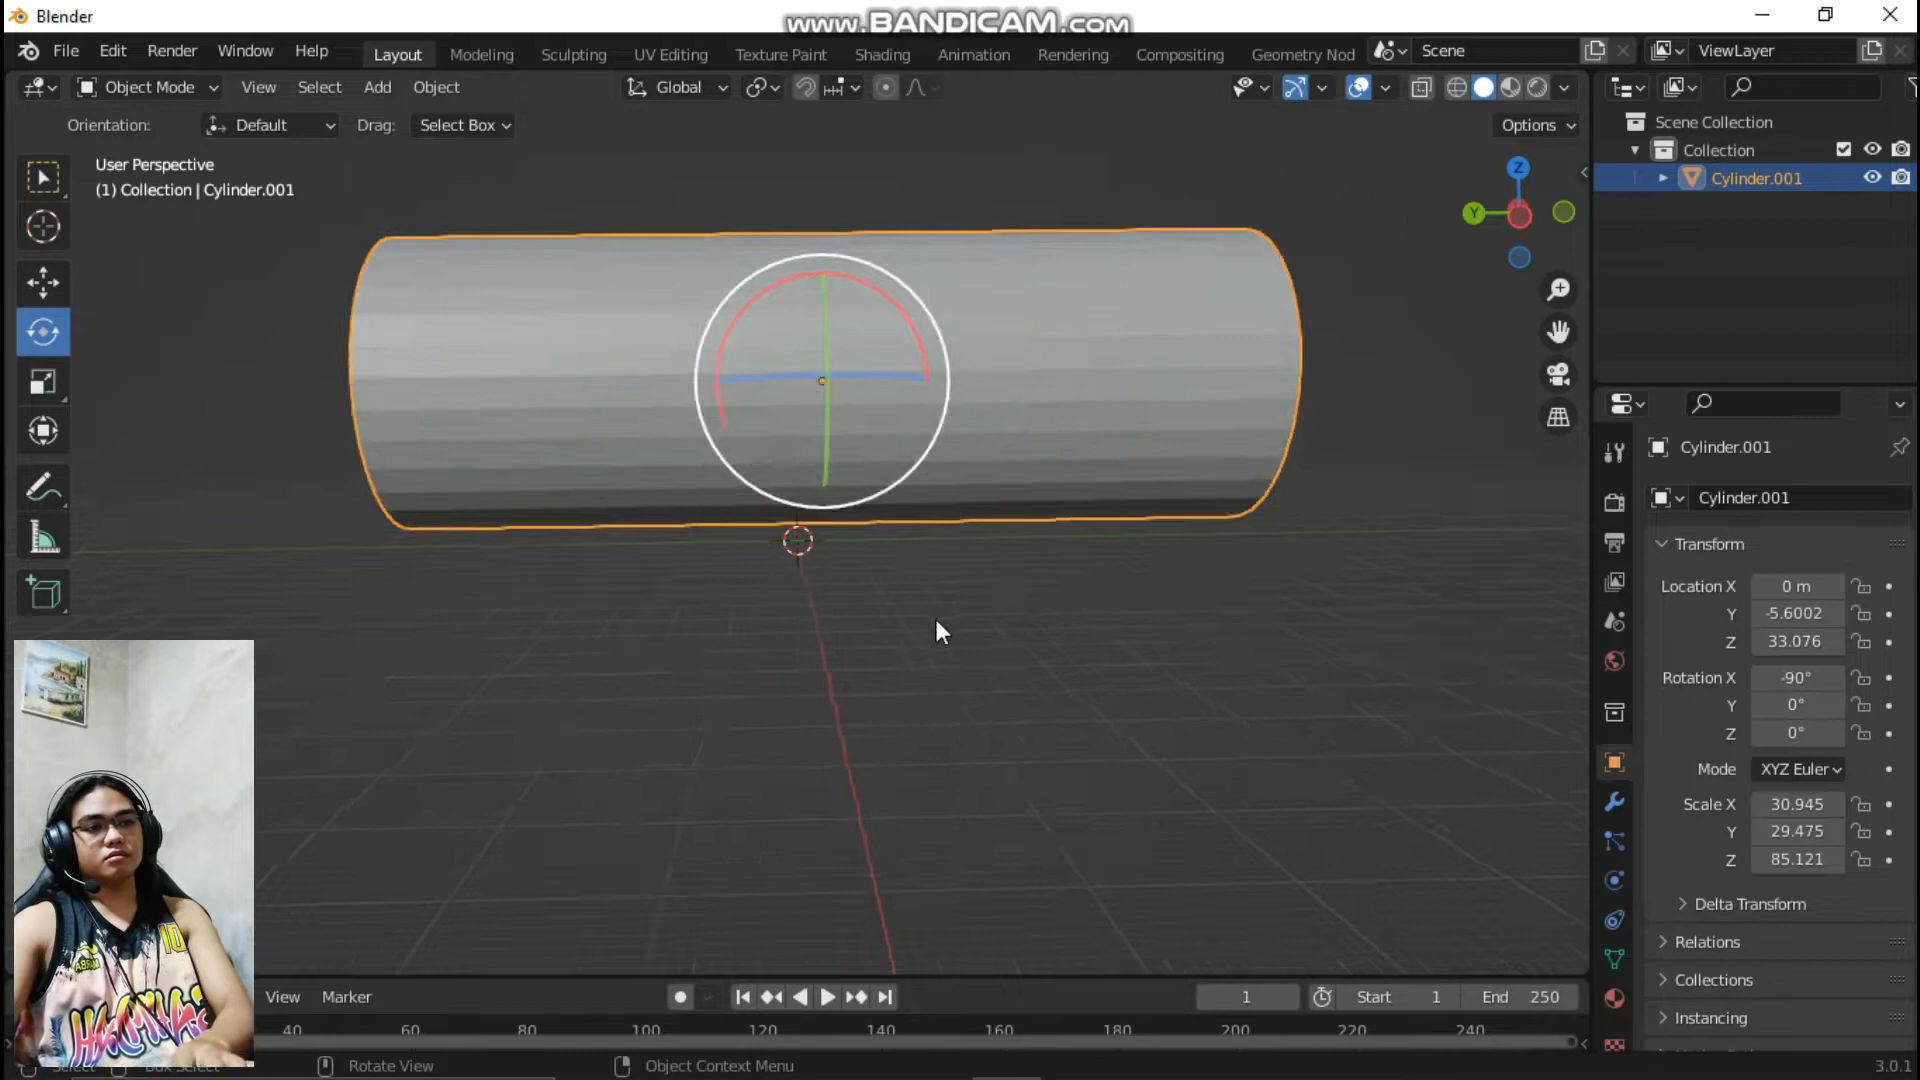 Blender
www.BANDICAM.com
File Edit Render Window Help
Layout Modeling Sculpting UV Editing Texture Paint Shading Animation Rendering Compositing Geometry Nod
Scene
ViewLayer
Object Mode View Select Add Object
Global
Orientation: Default Drag: Select Box
Options
User Perspective
(1) Collection | Cylinder.001
Z
Y
Scene Collection
Collection
Cylinder.001
Cylinder.001
Cylinder.001
Transform
Location X 0 m
Y -5.6002
Z 33.076
Rotation X -90°
Y 0°
Z 0°
Mode XYZ Euler
Scale X 30.945
Y 29.475
Z 85.121
Delta Transform
Relations
Collections
Instancing
View Marker
1
Start 1
End 250
40 60 80 100 120 140 160 180 200 220 240
Rotate View
Object Context Menu
3.0.1